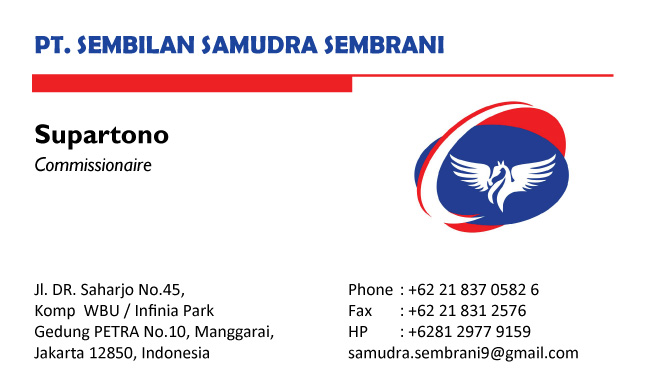 PT. SEMBILAN SAMUDRA SEMBRANI
Supartono
Commissionaire
Jl. DR. Saharjo No.45,
Komp WBU / Infinia Park
Gedung PETRA No.10, Manggarai,
Jakarta 12850, Indonesia
Phone : +62 21 837 0582 6
Fax : +62 21 831 2576
HP : +6281 2977 9159
samudra.sembrani9@gmail.com